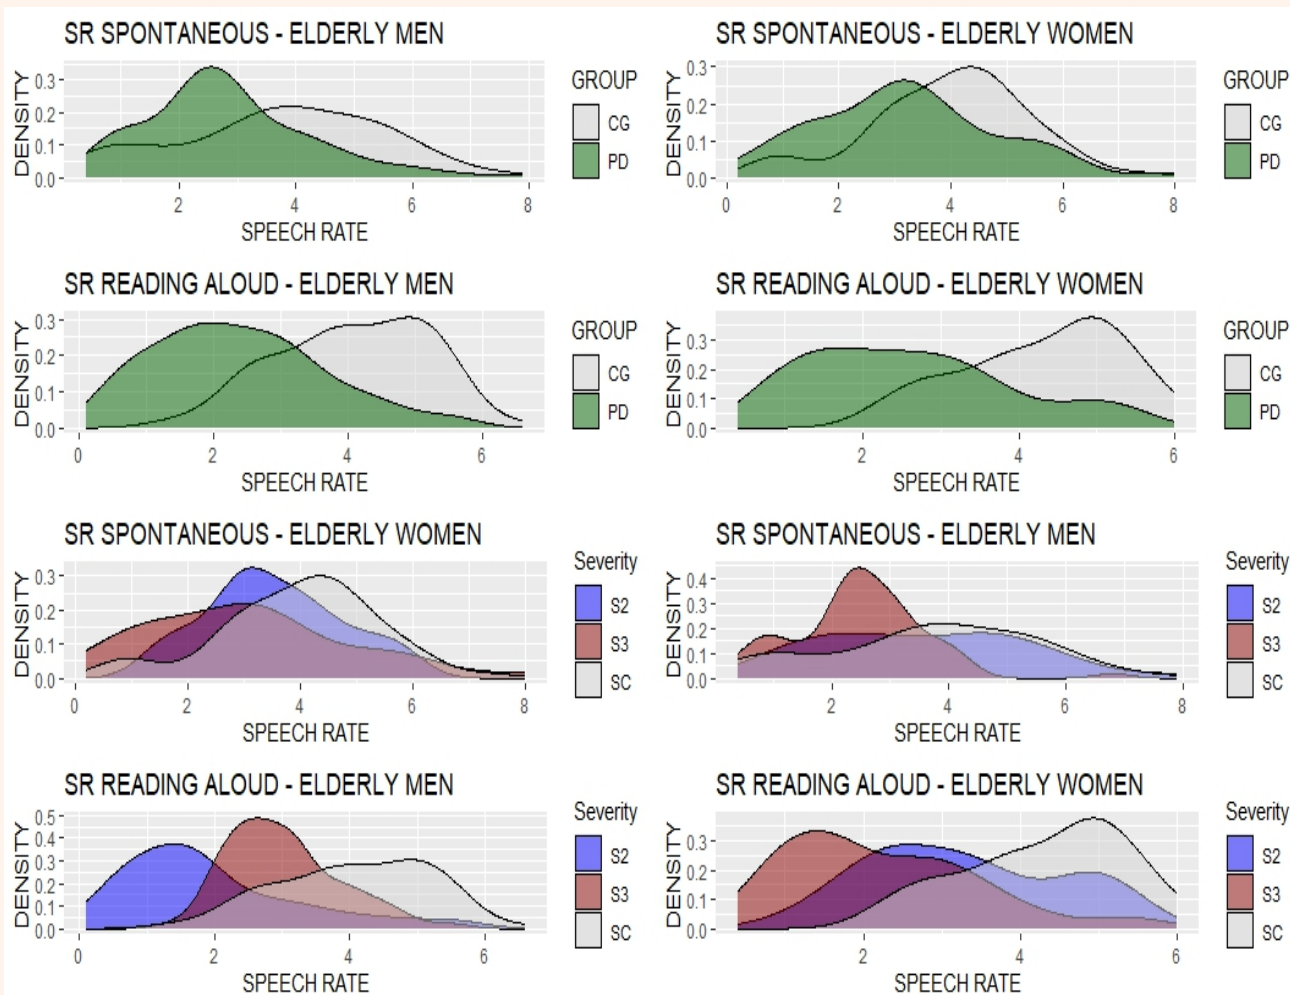 SR SPONTANEOUS - ELDERLY MEN
DENSITY
0.3
0.2
0.1
0.0
2 4 6 8
SPEECH RATE
GROUP
CG
PD
SR SPONTANEOUS - ELDERLY WOMEN
DENSITY
0.3
0.2
0.1
0.0
0 2 4 6 8
SPEECH RATE
GROUP
CG
PD
SR READING ALOUD - ELDERLY MEN
DENSITY
0.3
0.2
0.1
0.0
0 2 4 6
SPEECH RATE
GROUP
CG
PD
SR READING ALOUD - ELDERLY WOMEN
DENSITY
0.3
0.2
0.1
0.0
2 4 6
SPEECH RATE
GROUP
CG
PD
SR SPONTANEOUS - ELDERLY WOMEN
DENSITY
0.3
0.2
0.1
0.0
0 2 4 6 8
SPEECH RATE
Severity
S2
S3
SC
SR SPONTANEOUS - ELDERLY MEN
DENSITY
0.4
0.3
0.2
0.1
0.0
2 4 6 8
SPEECH RATE
Severity
S2
S3
SC
SR READING ALOUD - ELDERLY MEN
DENSITY
0.5
0.4
0.3
0.2
0.1
0.0
0 2 4 6
SPEECH RATE
Severity
S2
S3
SC
SR READING ALOUD - ELDERLY WOMEN
DENSITY
0.3
0.2
0.1
0.0
2 4 6
SPEECH RATE
Severity
S2
S3
SC